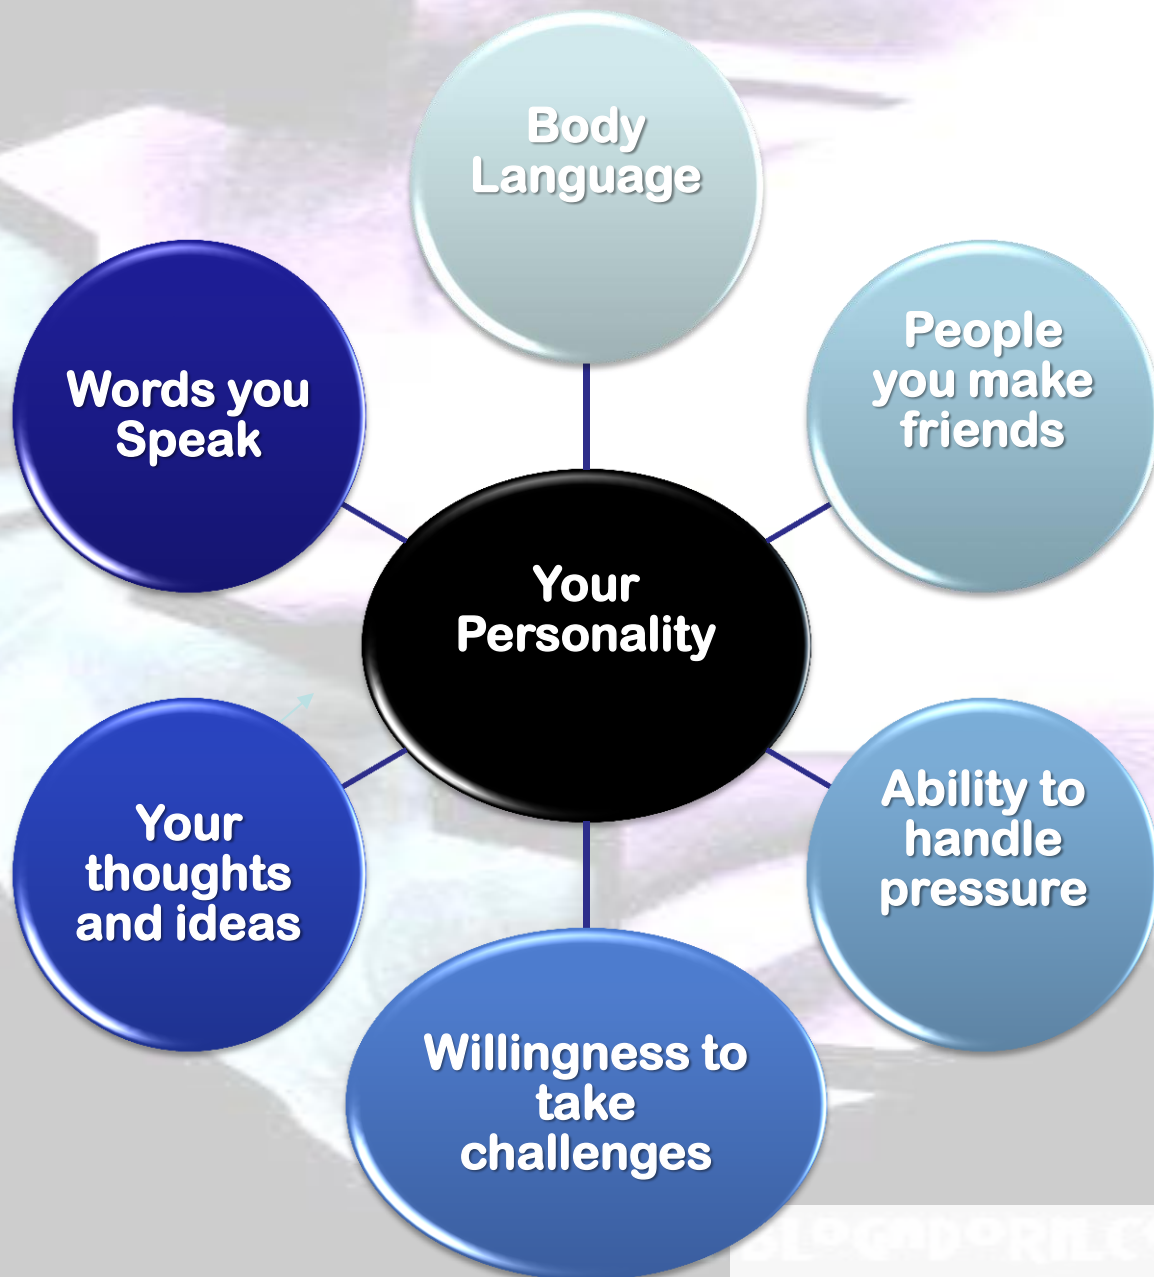 Body
Language
People
you make
friends
Words you
Speak
Your
Personality
Ability to
handle
pressure
Your
thoughts
and ideas
Willingness to
take
challenges